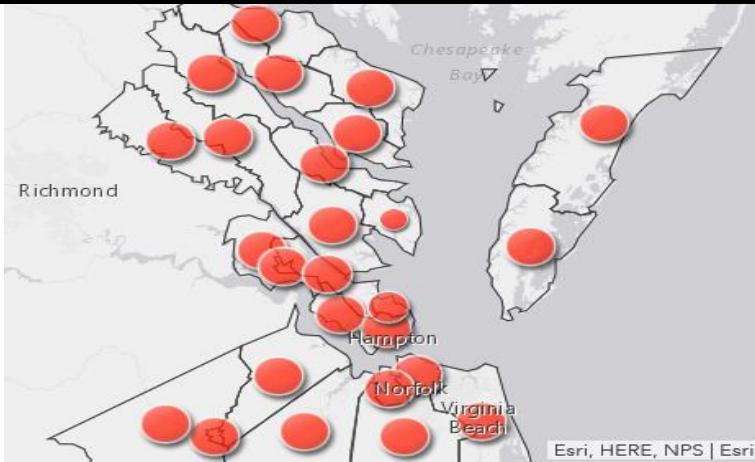 Chesapeake
Bay
Richmond
Hampton
Norfolk
Virginia
Beach
Esri, HERE, NPS | Esri